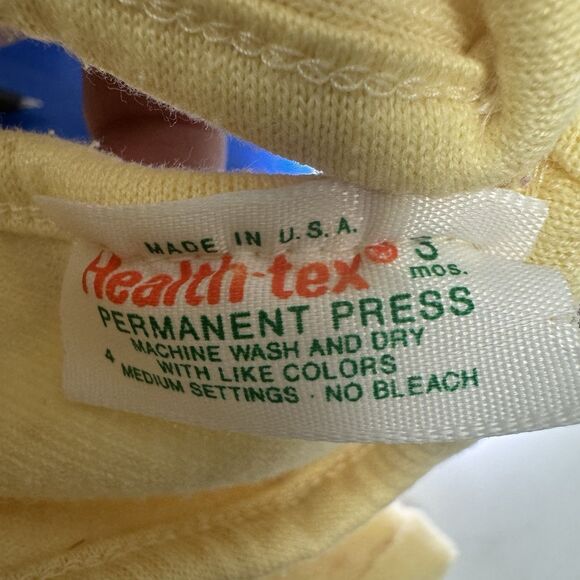 MADE IN U.S.A.
Health-tex® 3
mos.
PERMANENT PRESS
MACHINE WASH AND DRY
4 WITH LIKE COLORS
MEDIUM SETTINGS · NO BLEACH